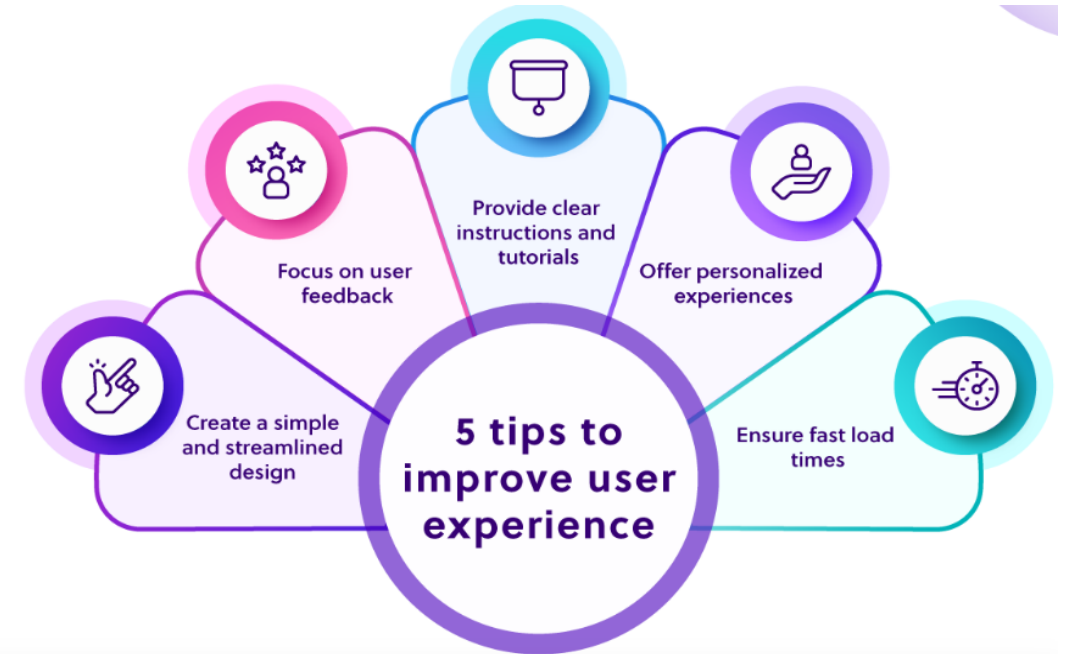 Create a simple
and streamlined
design
Focus on user
feedback
Provide clear
instructions and
tutorials
Offer personalized
experiences
Ensure fast load
times
5 tips to
improve user
experience